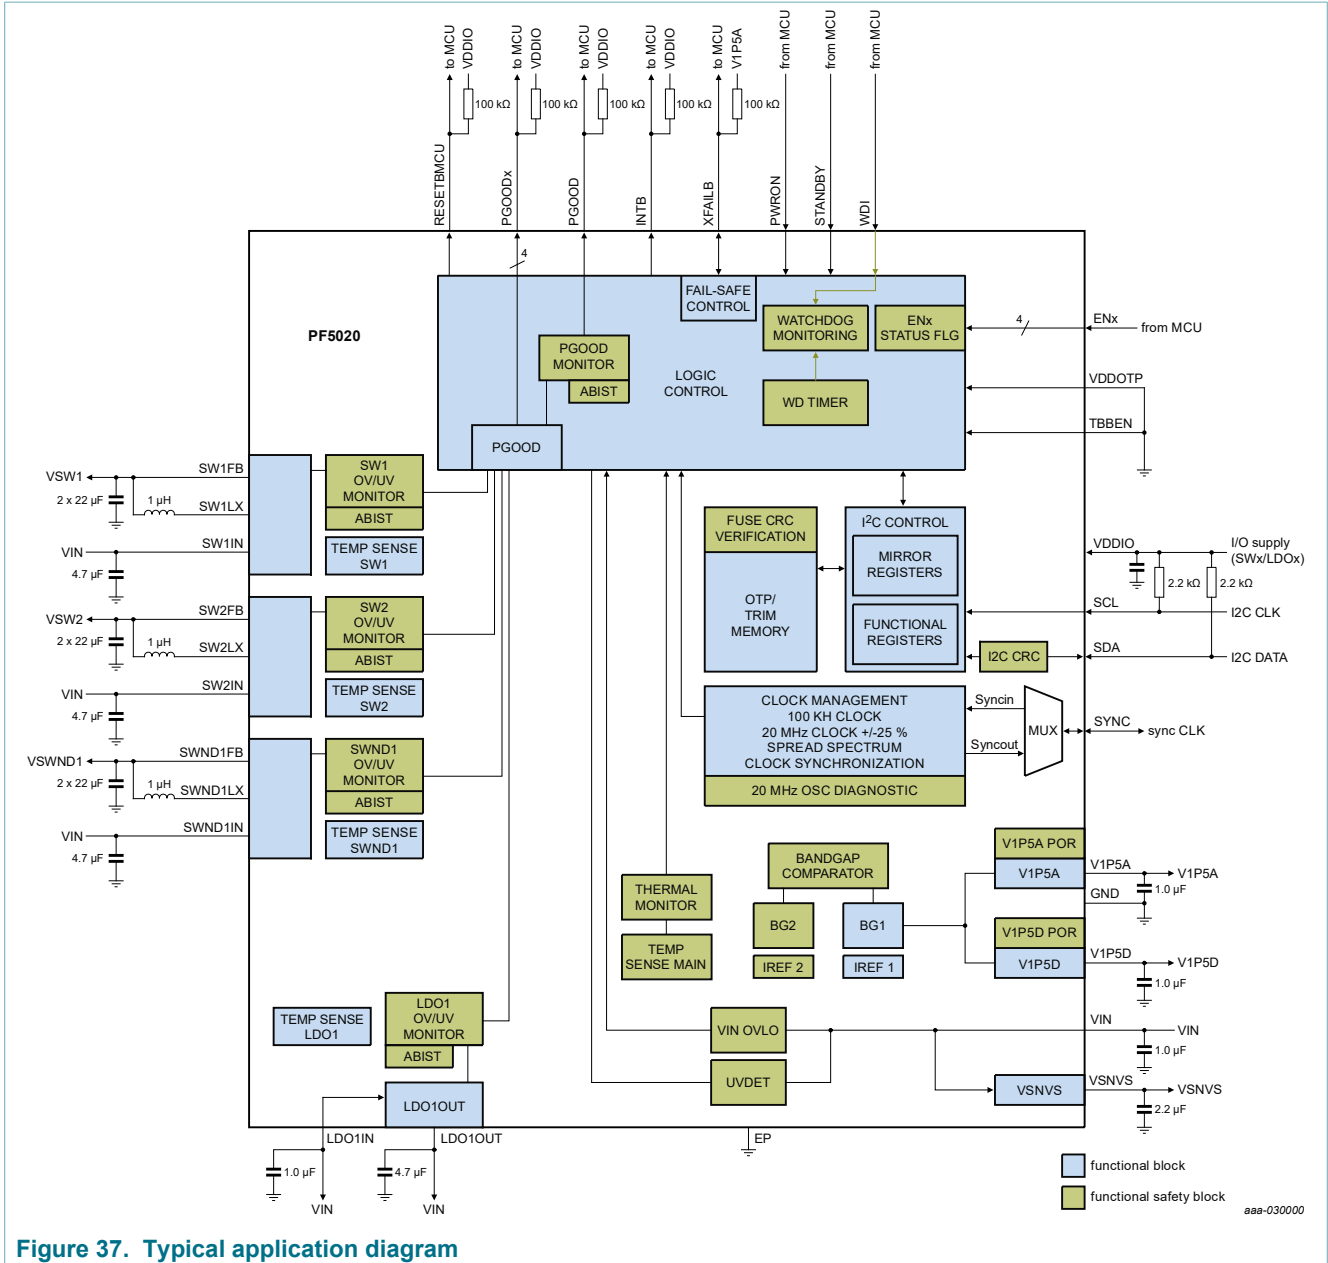 to MCU
VDDIO
to MCU
VDDIO
to MCU
VDDIO
to MCU
VDDIO
to MCU
V1P5A
from MCU
from MCU
from MCU
100 kΩ
100 kΩ
100 kΩ
100 kΩ
100 kΩ
RESETBMCU
PGOODx
PGOOD
INTB
XFAILB
PWRON
STANDBY
WDI
4
PF5020
FAIL-SAFE
CONTROL
WATCHDOG
MONITORING
ENx
STATUS FLG
4
ENx
from MCU
PGOOD
MONITOR
ABIST
LOGIC
CONTROL
WD TIMER
VDDOTP
TBBEN
PGOOD
VSW1
SW1FB
2 x 22 µF
1 µH
SW1LX
VIN
SW1IN
4.7 µF
SW1
OV/UV
MONITOR
ABIST
TEMP SENSE
SW1
VSW2
SW2FB
2 x 22 µF
1 µH
SW2LX
VIN
SW2IN
4.7 µF
SW2
OV/UV
MONITOR
ABIST
TEMP SENSE
SW2
VSWND1
SWND1FB
2 x 22 µF
1 µH
SWND1LX
VIN
SWND1IN
4.7 µF
SWND1
OV/UV
MONITOR
ABIST
TEMP SENSE
SWND1
FUSE CRC
VERIFICATION
OTP/
TRIM
MEMORY
I2C CONTROL
MIRROR
REGISTERS
FUNCTIONAL
REGISTERS
I2C CRC
VDDIO
I/O supply
(SWx/LDOx)
2.2 kΩ
2.2 kΩ
SCL
I2C CLK
SDA
I2C DATA
CLOCK MANAGEMENT
100 KH CLOCK
20 MHz CLOCK +/-25 %
SPREAD SPECTRUM
CLOCK SYNCHRONIZATION
20 MHz OSC DIAGNOSTIC
Syncin
Syncout
MUX
SYNC
sync CLK
THERMAL
MONITOR
TEMP
SENSE MAIN
BANDGAP
COMPARATOR
BG2
BG1
IREF 2
IREF 1
V1P5A POR
V1P5A
V1P5A
V1P5A
1.0 µF
GND
V1P5D POR
V1P5D
V1P5D
V1P5D
1.0 µF
TEMP SENSE
LDO1
LDO1
OV/UV
MONITOR
ABIST
LDO1OUT
VIN OVLO
UVDET
VIN
VIN
1.0 µF
VSNVS
VSNVS
VSNVS
2.2 µF
LDO1IN
LDO1OUT
EP
1.0 µF
4.7 µF
VIN
VIN
functional block
functional safety block
aaa-030000
Figure 37. Typical application diagram